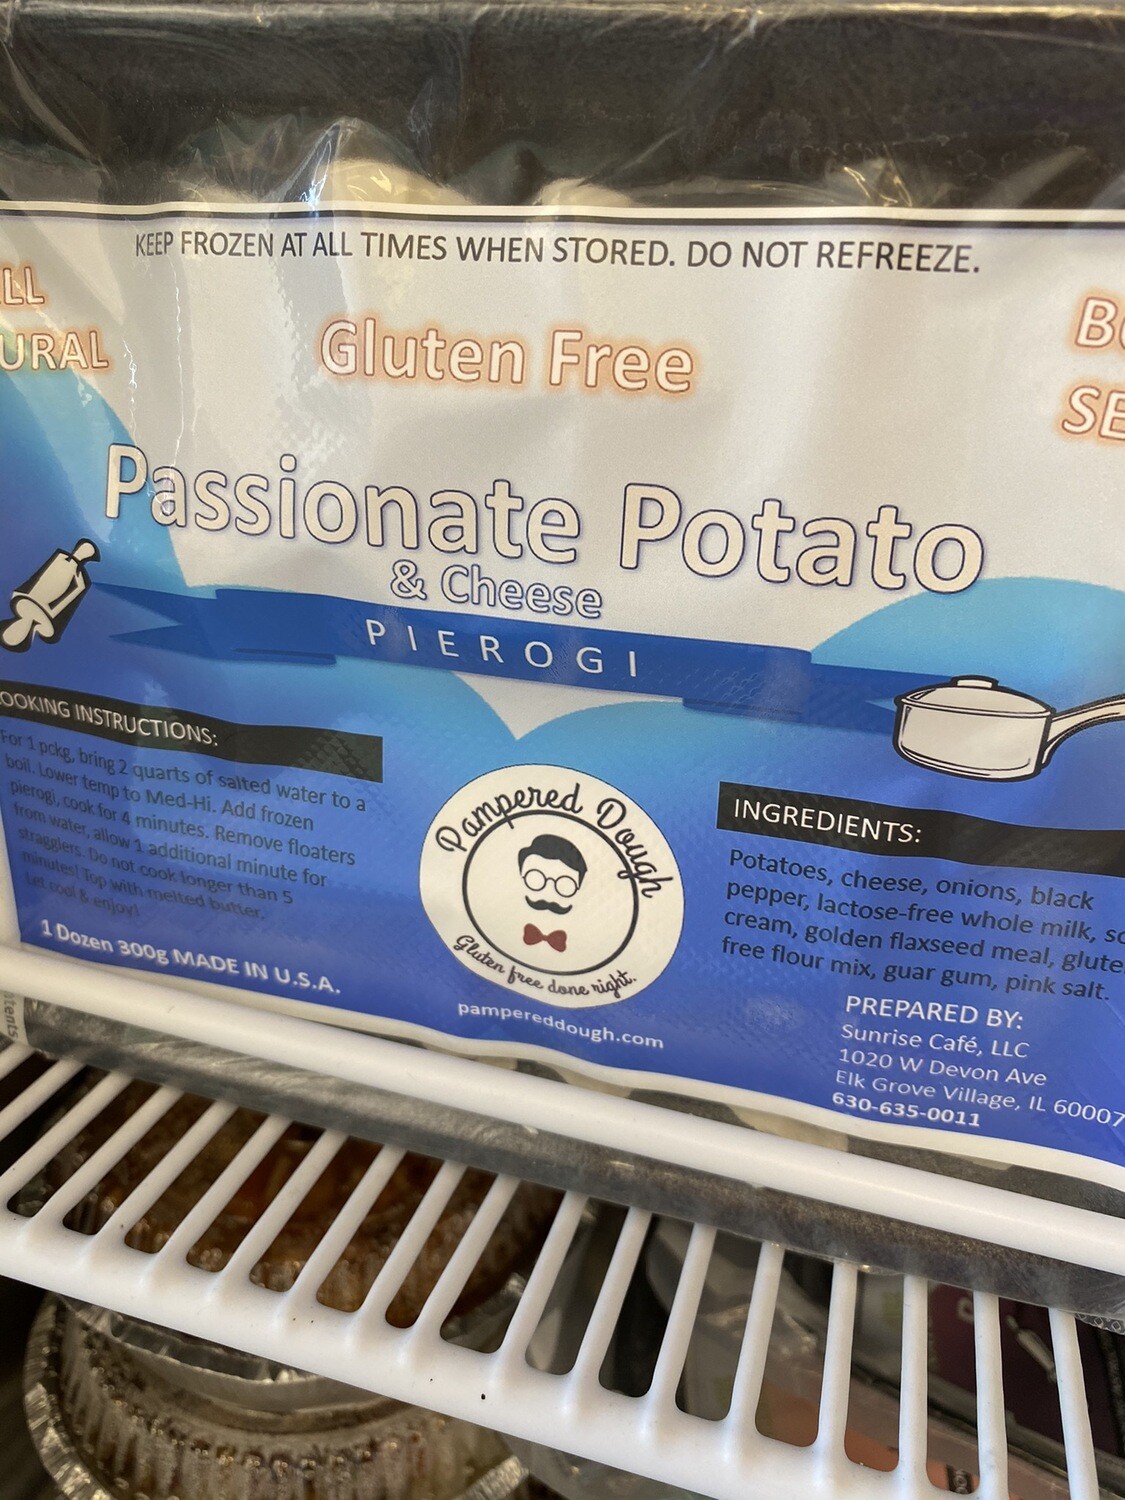 KEEP FROZEN AT ALL TIMES WHEN STORED. DO NOT REFREEZE.
Gluten Free
Passionate Potato
& Cheese
PIEROGI
COOKING INSTRUCTIONS:
For 1 pckg, bring 2 quarts of salted water to a
boil. Lower temp to Med-Hi. Add frozen
pierogi, cook for 4 minutes. Remove floaters
from water, allow 1 additional minute for
stragglers. Do not cook longer than 5
minutes! Top with melted butter.
Let cool & enjoy!
1 Dozen 300g MADE IN U.S.A.
Pampered Dough
Gluten free done right.
pampereddough.com
INGREDIENTS:
Potatoes, cheese, onions, black
pepper, lactose-free whole milk,
cream, golden flaxseed meal,
free flour mix, guar gum, pink salt.
PREPARED BY:
Sunrise Café, LLC
1020 W Devon Ave
Elk Grove Village, IL 60007
630-635-0011